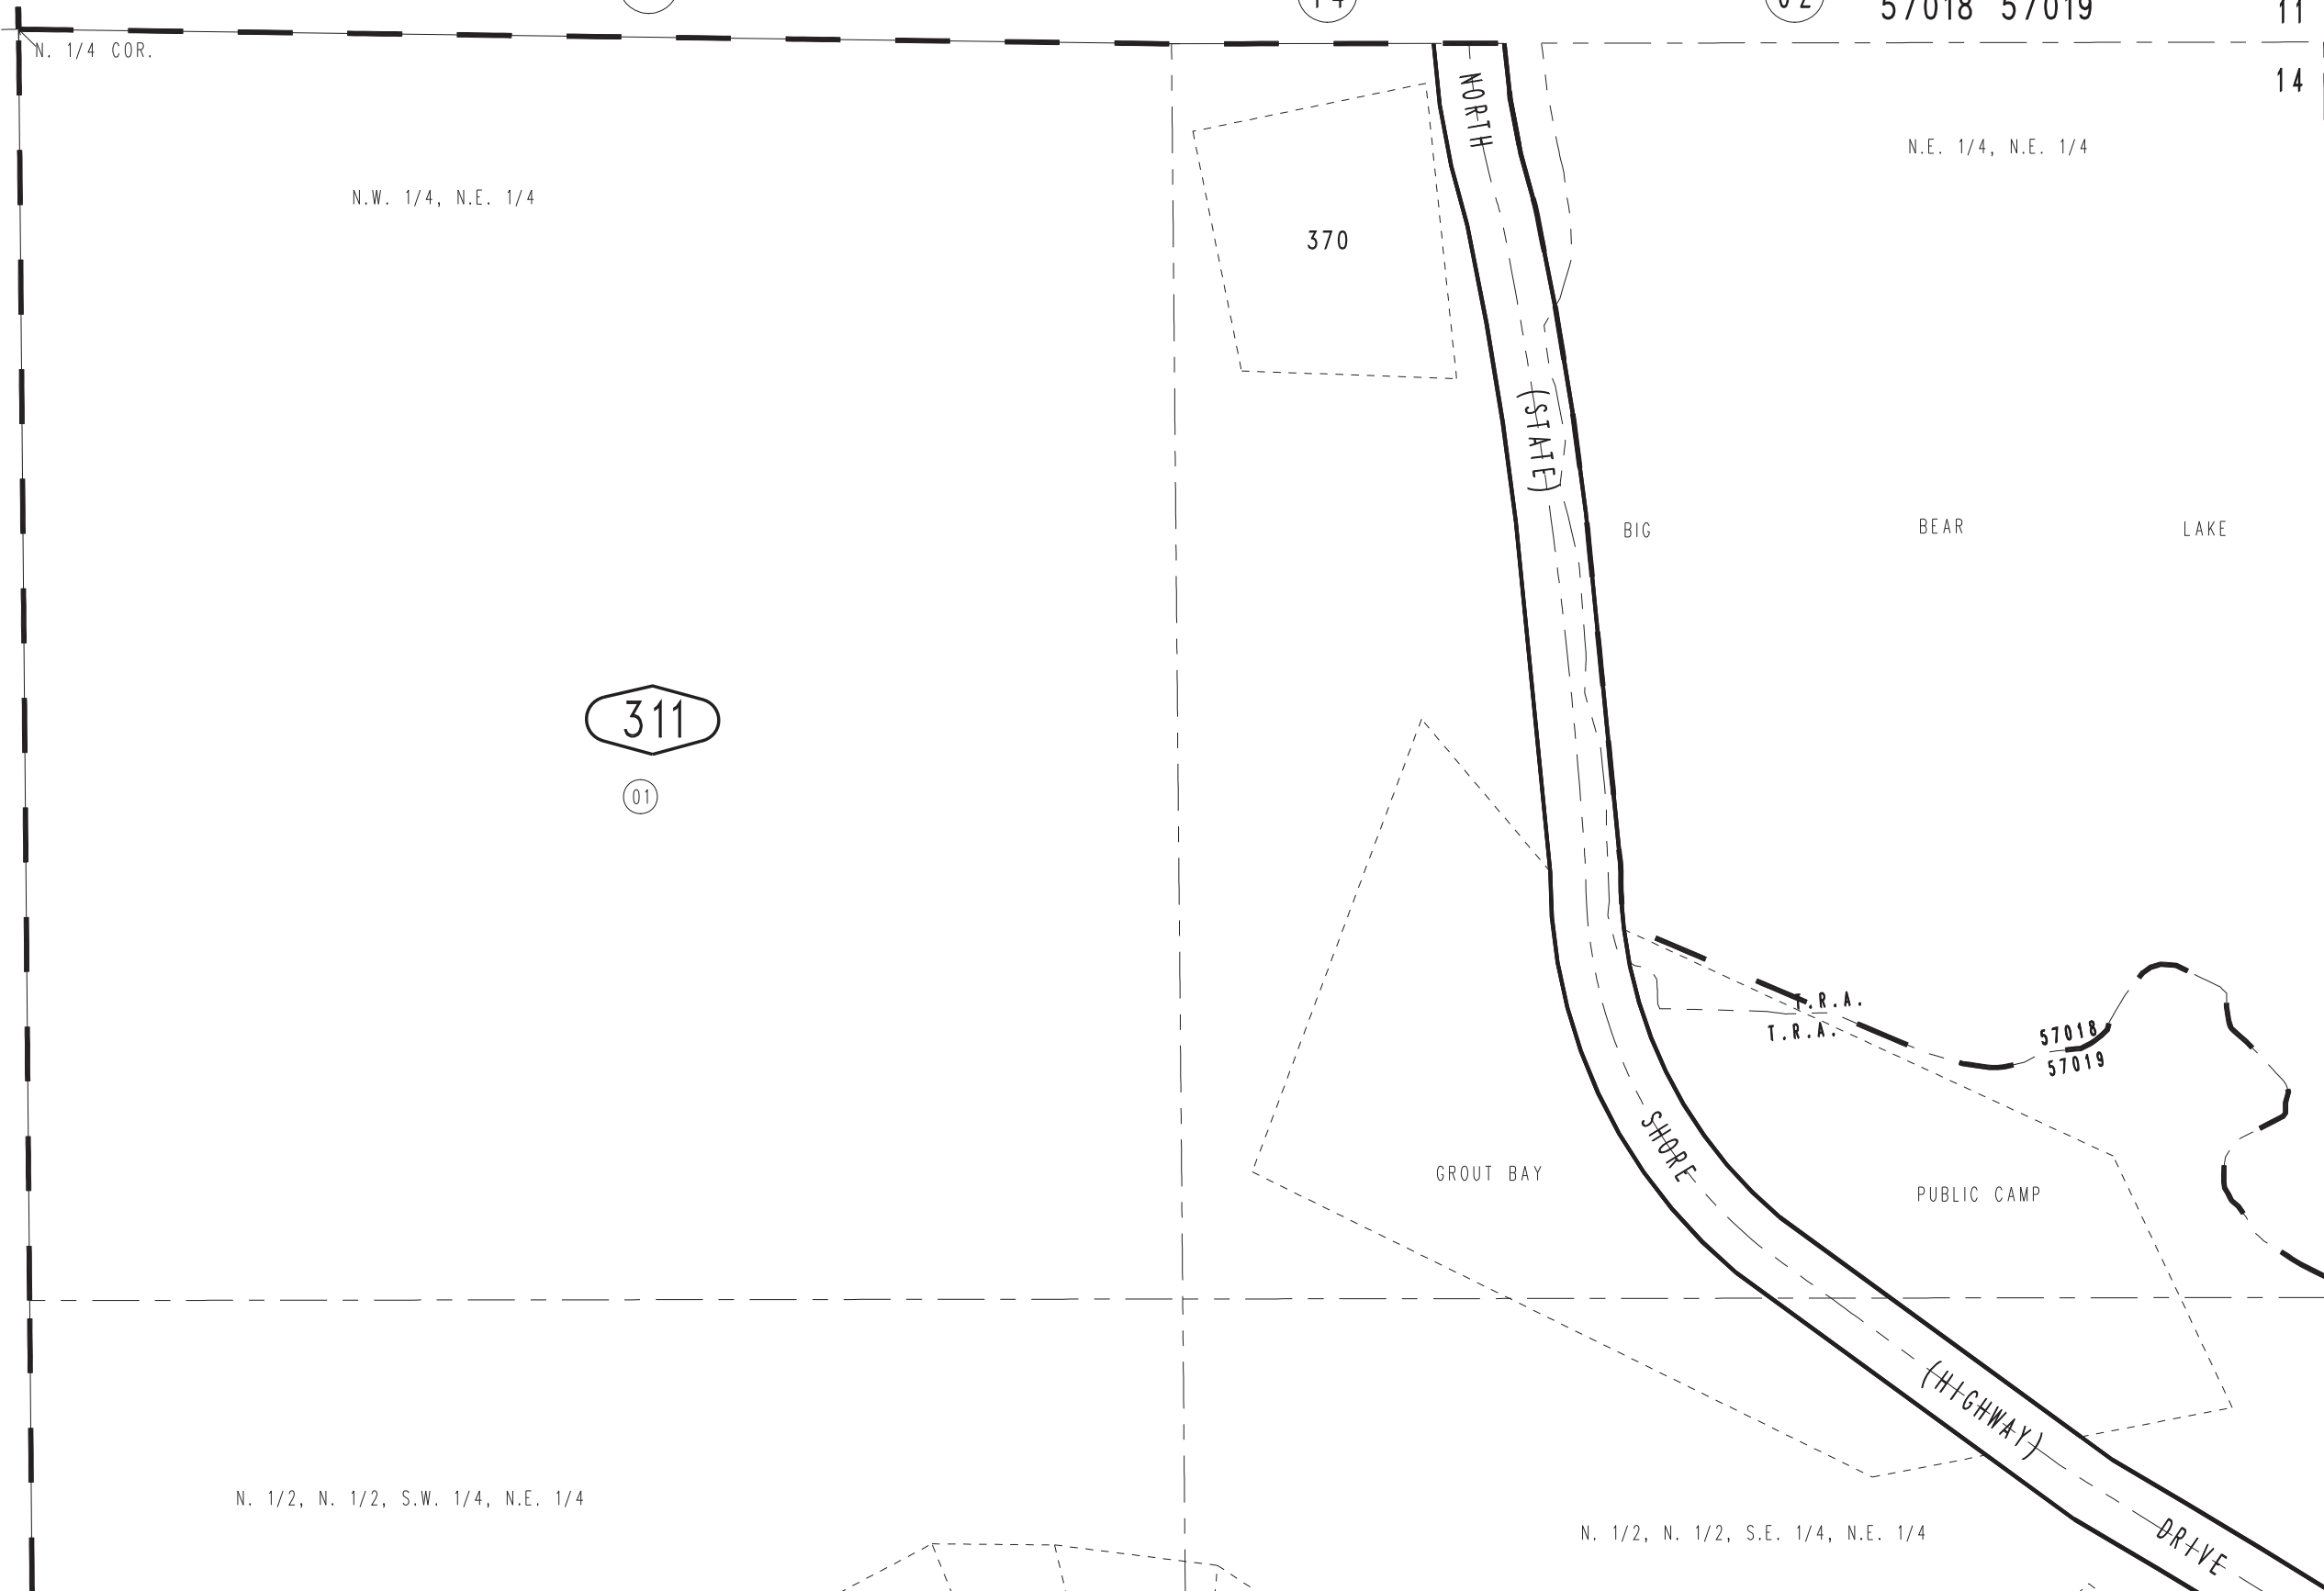 57018 57019
11
N. 1/4 COR.
14
NORTH
N.E. 1/4, N.E. 1/4
N.W. 1/4, N.E. 1/4
370
(STATE)
BIG BEAR LAKE
311
01
T.R.A.
T.R.A.
57018
57019
SHORE
GROUT BAY
PUBLIC CAMP
(HIGHWAY)
N. 1/2, N. 1/2, S.W. 1/4, N.E. 1/4
N. 1/2, N. 1/2, S.E. 1/4, N.E. 1/4
DRIVE